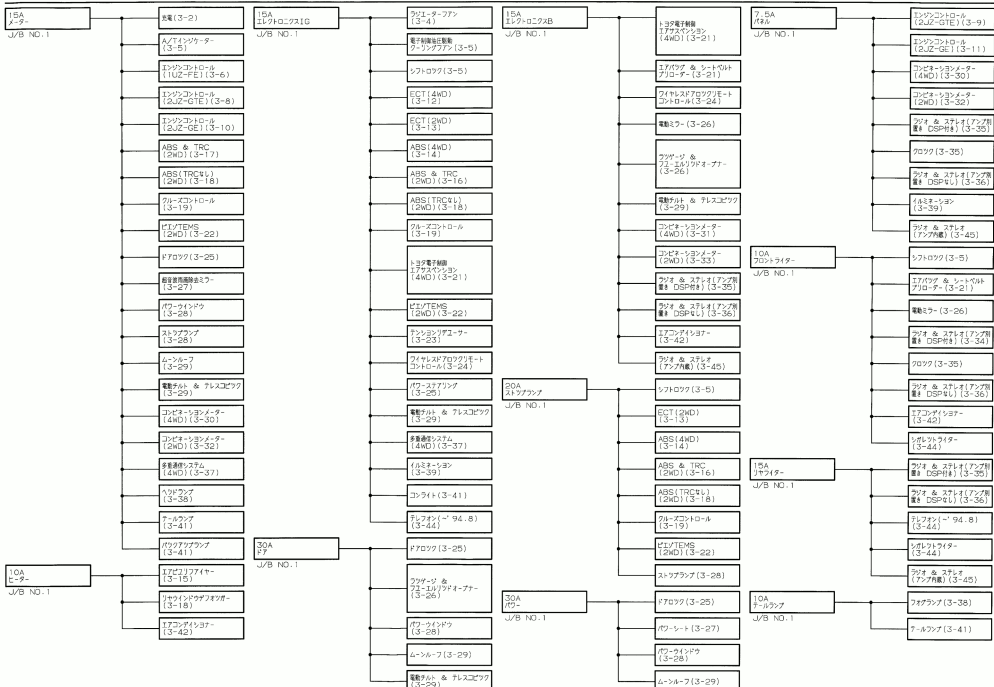 15A
メーター
J/B NO.1
充電(3-2)
A/Tインジケーター
(3-5)
エンジンコントロール
(1UZ-FE)(3-6)
エンジンコントロール
(2JZ-GTE)(3-8)
エンジンコントロール
(2JZ-GE)(3-10)
ABS & TRC
(2WD)(3-17)
ABS(TRCなし)
(2WD)(3-18)
クルーズコントロール
(3-19)
ピエゾTEMS
(2WD)(3-22)
ドアロツク(3-25)
超音波雨滴除去ミラー
(3-27)
パワーウインドウ
(3-28)
ストツプランプ
(3-28)
ムーンルーフ
(3-29)
電動チルト & テレスコピツク
(3-29)
コンビネーシヨンメーター
(4WD)(3-30)
コンビネーシヨンメーター
(2WD)(3-32)
多重通信システム
(4WD)(3-37)
ヘツドランプ
(3-38)
テールランプ
(3-41)
バツクアツプランプ
(3-41)
10A
ヒーター
J/B NO.1
エアピユリフアイヤー
(3-15)
リヤウインドウデフオツガー
(3-18)
エアコンデイシヨナー
(3-42)
15A
エレクトロニクスIG
J/B NO.1
ラジエーターフアン
(3-4)
電子制御油圧駆動
クーリングフアン(3-5)
シフトロツク(3-5)
ECT(4WD)
(3-12)
ECT(2WD)
(3-13)
ABS(4WD)
(3-14)
ABS & TRC
(2WD)(3-16)
ABS(TRCなし)
(2WD)(3-18)
クルーズコントロール
(3-19)
トヨタ電子制御
エアサスペンシヨン
(4WD)(3-21)
ピエゾTEMS
(2WD)(3-22)
テンシヨンリデユーサー
(3-23)
ワイヤレスドアロツクリモート
コントロール(3-24)
パワーステアリング
(3-25)
電動チルト & テレスコピツク
(3-29)
多重通信システム
(4WD)(3-37)
イルミネーシヨン
(3-39)
コンライト(3-41)
テレフオン(~'94.8)
(3-44)
30A
ドア
J/B NO.1
ドアロツク(3-25)
ラツゲージ &
フユーエルリツドオープナー
(3-26)
パワーウインドウ
(3-28)
ムーンルーフ(3-29)
電動チルト & テレスコピツク
(3-29)
15A
エレクトロニクスB
J/B NO.1
トヨタ電子制御
エアサスペンシヨン
(4WD)(3-21)
エアバツグ & シートベルト
プリローダー(3-21)
ワイヤレスドアロツクリモート
コントロール(3-24)
電動ミラー(3-26)
ラツゲージ &
フユーエルリツドオープナー
(3-26)
電動チルト & テレスコピツク
(3-29)
コンビネーシヨンメーター
(4WD)(3-31)
コンビネーシヨンメーター
(2WD)(3-33)
ラジオ & ステレオ(アンプ別
置き DSP付き)(3-35)
ラジオ & ステレオ(アンプ別
置き DSPなし)(3-36)
エアコンデイシヨナー
(3-42)
ラジオ & ステレオ
(アンプ内蔵)(3-45)
20A
ストツプランプ
J/B NO.1
シフトロツク(3-5)
ECT(2WD)
(3-13)
ABS(4WD)
(3-14)
ABS & TRC
(2WD)(3-16)
ABS(TRCなし)
(2WD)(3-18)
クルーズコントロール
(3-19)
ピエゾTEMS
(2WD)(3-22)
ストツプランプ(3-28)
30A
パワー
J/B NO.1
ドアロツク(3-25)
パワーシート(3-27)
パワーウインドウ
(3-28)
ムーンルーフ(3-29)
7.5A
パネル
J/B NO.1
エンジンコントロール
(2JZ-GTE)(3-9)
エンジンコントロール
(2JZ-GE)(3-11)
コンビネーシヨンメーター
(4WD)(3-30)
コンビネーシヨンメーター
(2WD)(3-32)
ラジオ & ステレオ(アンプ別
置き DSP付き)(3-35)
クロツク(3-35)
ラジオ & ステレオ(アンプ別
置き DSPなし)(3-36)
イルミネーシヨン
(3-39)
ラジオ & ステレオ
(アンプ内蔵)(3-45)
10A
フロントライター
J/B NO.1
シフトロツク(3-5)
エアバツグ & シートベルト
プリローダー(3-21)
電動ミラー(3-26)
ラジオ & ステレオ(アンプ別
置き DSP付き)(3-34)
クロツク(3-35)
ラジオ & ステレオ(アンプ別
置き DSPなし)(3-36)
エアコンデイシヨナー
(3-42)
シガレツトライター
(3-44)
15A
リヤライター
J/B NO.1
ラジオ & ステレオ(アンプ別
置き DSP付き)(3-35)
ラジオ & ステレオ(アンプ別
置き DSPなし)(3-36)
テレフオン(~'94.8)
(3-44)
シガレツトライター
(3-44)
ラジオ & ステレオ
(アンプ内蔵)(3-45)
10A
テールランプ
J/B NO.1
フオグランプ(3-38)
テールランプ(3-41)